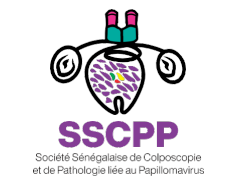 SSCPP
Société Sénégalaise de Colposcopie
et de Pathologie liée au Papillomavirus